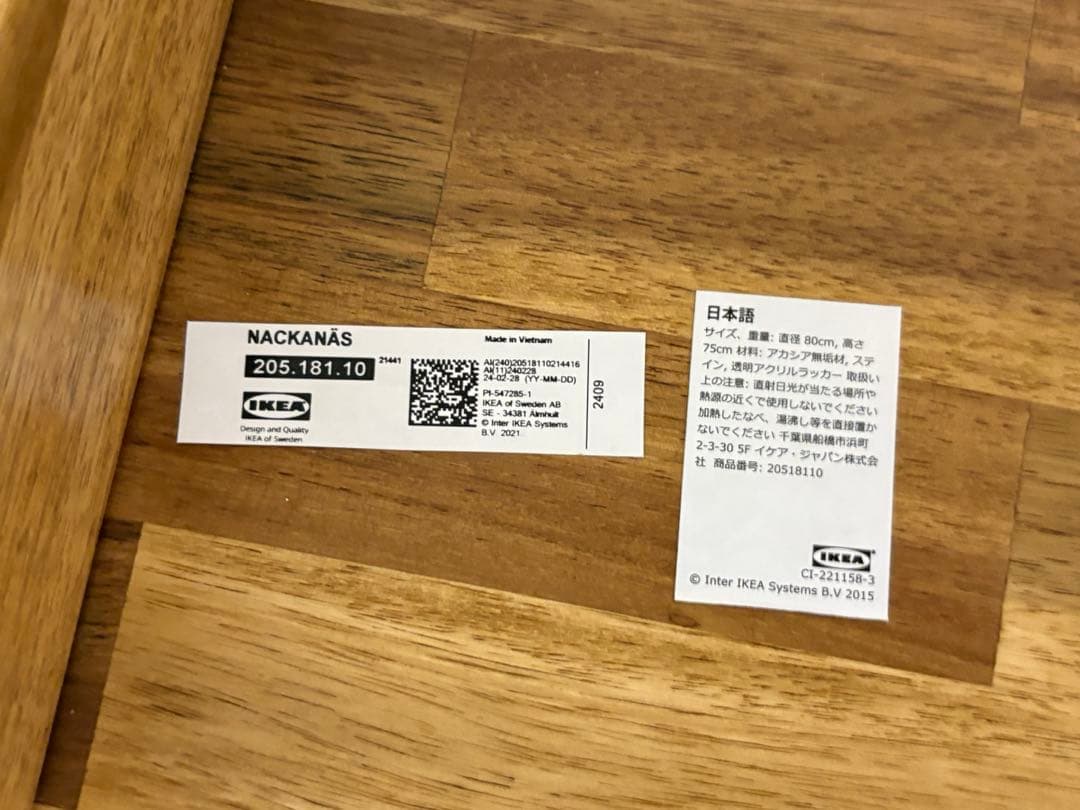 NACKANÄS
205.181.10
21441
IKEA
Design and Quality
IKEA of Sweden
Made in Vietnam
AI(240)20518110214416
AI(11)240228
24-02-28 (YY-MM-DD)
PI-547285-1
IKEA of Sweden AB
SE - 34381 Älmhult
© Inter IKEA Systems
B.V. 2021
2409
日本語
サイズ、重量: 直径 80cm, 高さ
75cm 材料: アカシア無垢材, ステ
イン, 透明アクリルラッカー 取扱い
上の注意: 直射日光が当たる場所や
熱源の近くで使用しないでください
加熱したなべ、湯沸し等を直接置か
ないでください 千葉県船橋市浜町
2-3-30 5F イケア・ジャパン株式会
社 商品番号: 20518110
IKEA
CI-221158-3
© Inter IKEA Systems B.V 2015